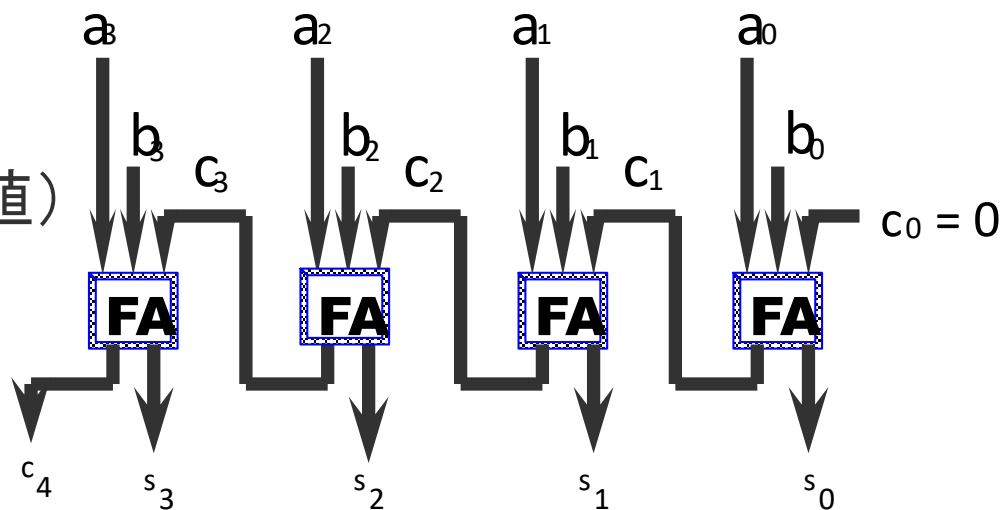 a3 a2 a1 a0
b3 b2 b1 b0
c3 c2 c1
値）
c0 = 0
FA FA FA FA
c4 s3 s2 s1 s0